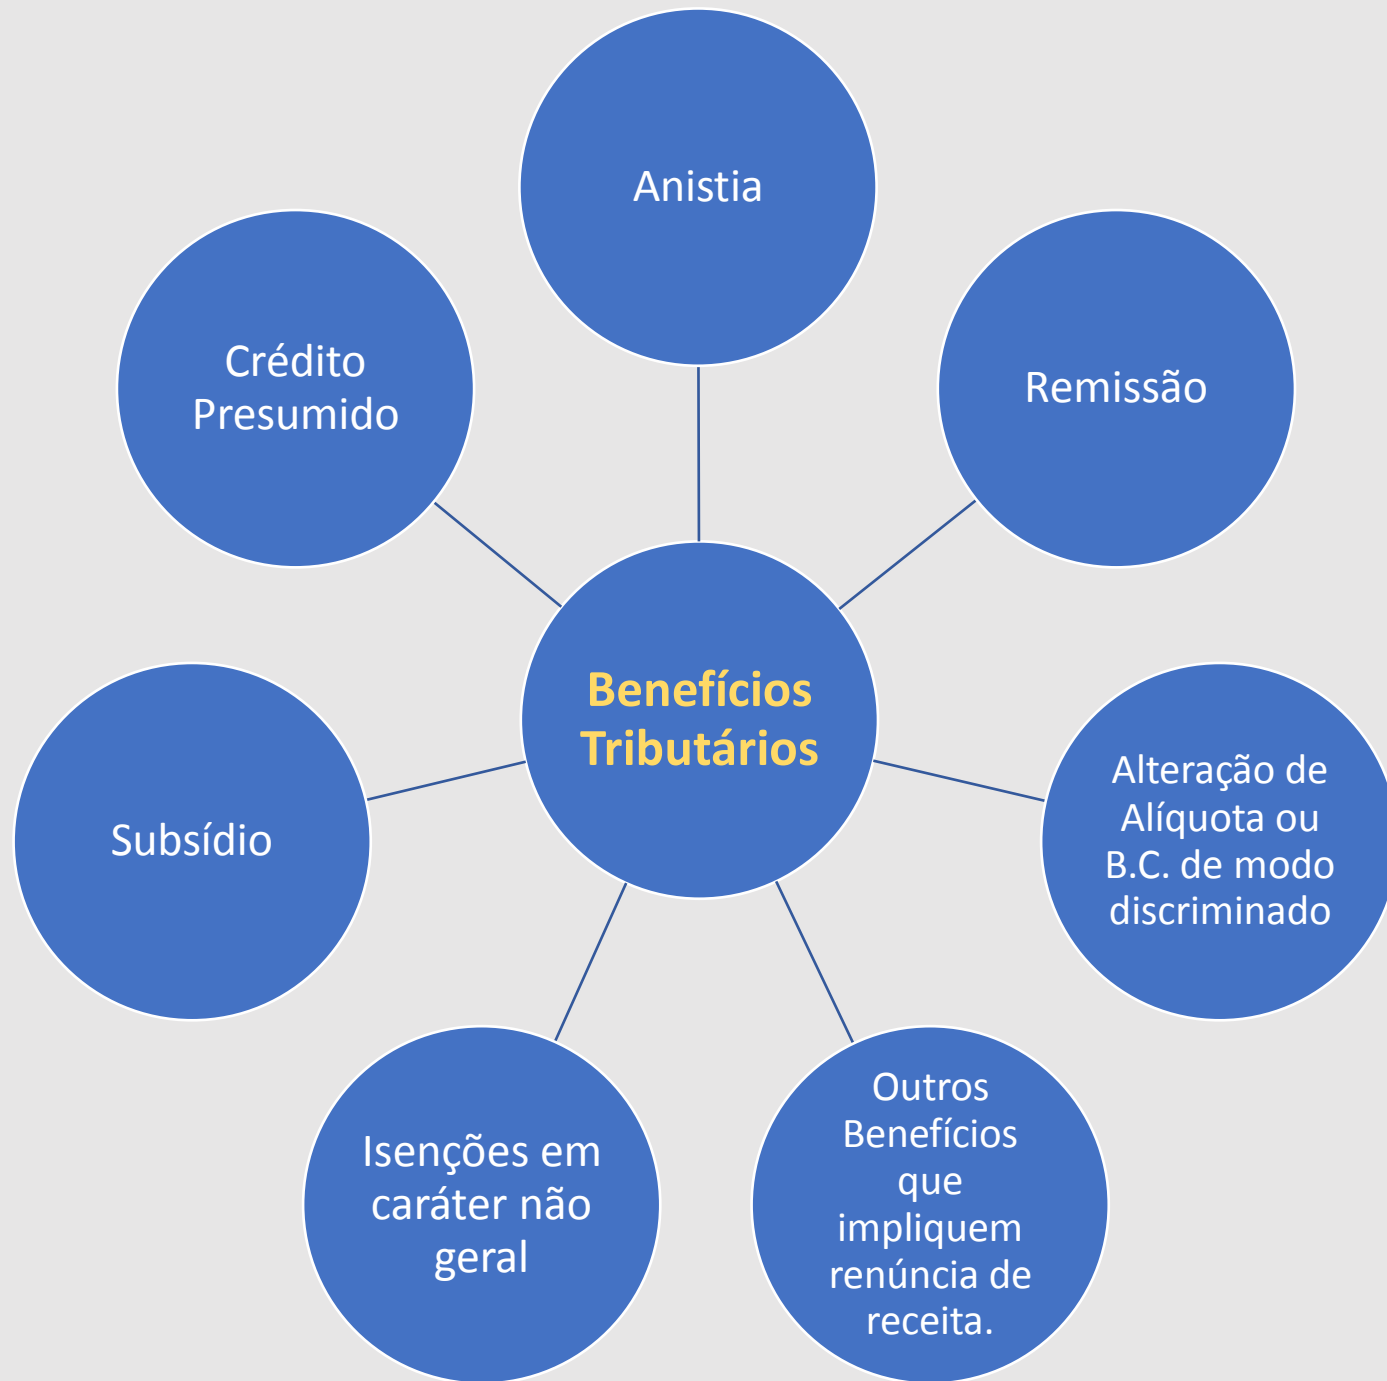 Anistia
Crédito
Presumido
Remissão
Benefícios
Tributários
Alteração de
Alíquota ou
B.C. de modo
discriminado
Subsídio
Outros
Benefícios
que
impliquem
renúncia de
receita.
Isenções em
caráter não
geral